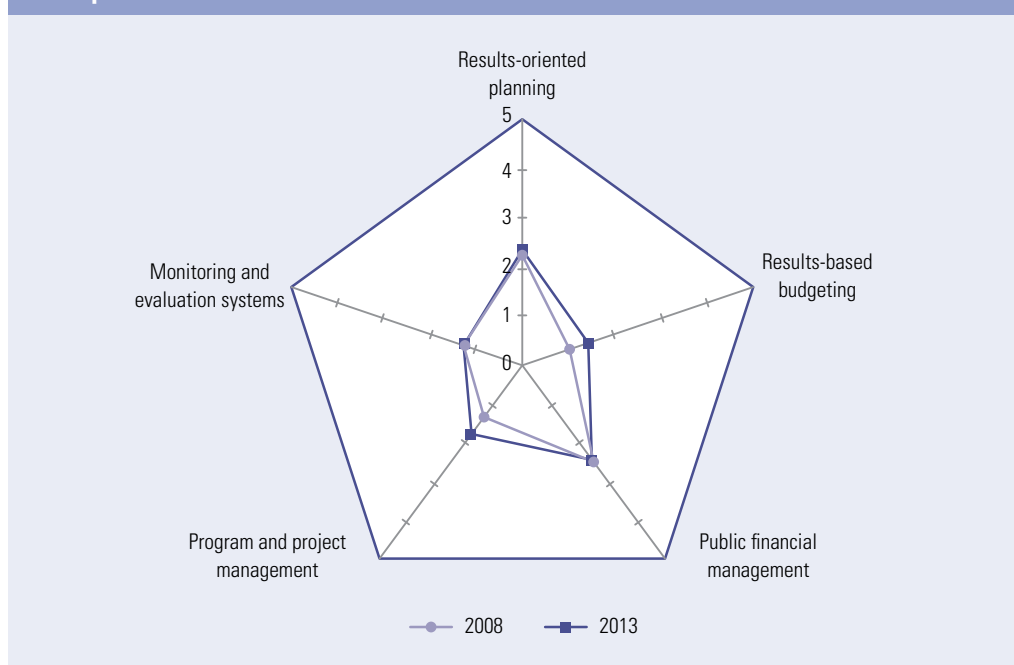 Results-oriented
planning
5
4
3
2
1
0
Results-based
budgeting
Monitoring and
evaluation systems
Program and project
management
Public financial
management
2008
2013